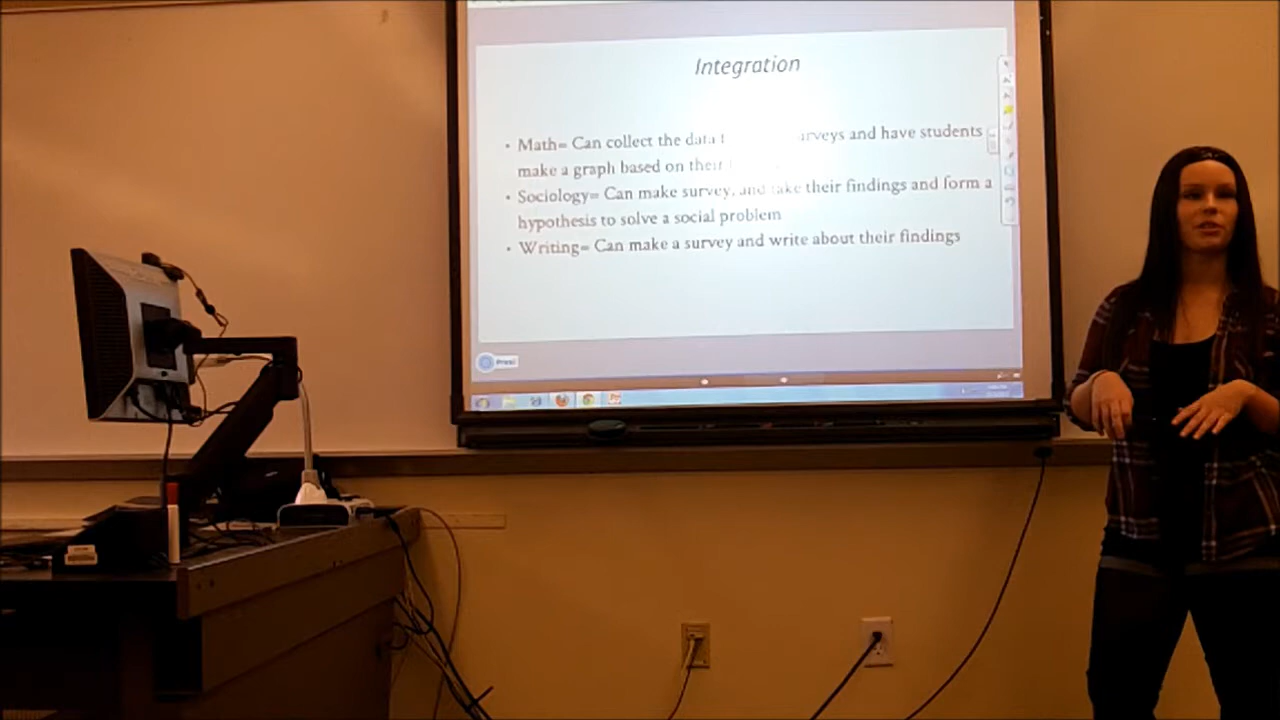 Integration
• Math= Can collect the data surveys and have students
make a graph based on their
• Sociology= Can make survey, and take their findings and form a
hypothesis to solve a social problem
• Writing= Can make a survey and write about their findings
Prezi